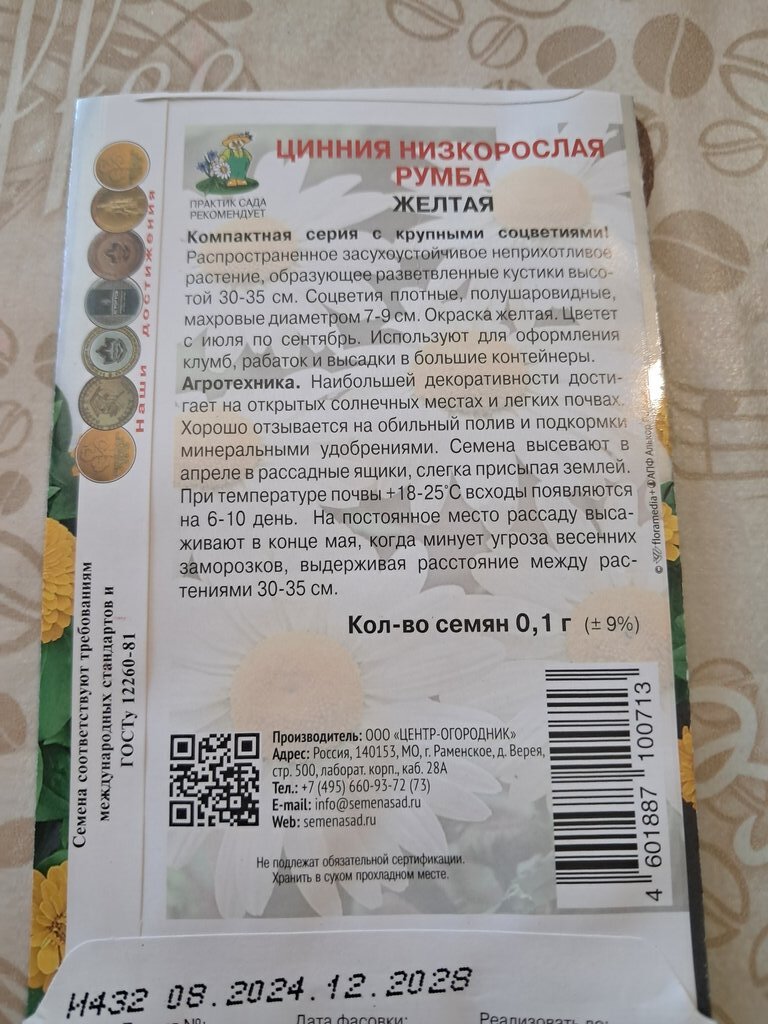 ЦИННИЯ НИЗКОРОСЛАЯ
РУМБА
ЖЕЛТАЯ
ПРАКТИК САДА
РЕКОМЕНДУЕТ
Наши достижения
Компактная серия с крупными соцветиями!
Распространенное засухоустойчивое неприхотливое
растение, образующее разветвленные кустики высо-
той 30-35 см. Соцветия плотные, полушаровидные,
махровые диаметром 7-9 см. Окраска желтая. Цветет
с июля по сентябрь. Используют для оформления
клумб, рабаток и высадки в большие контейнеры.
Агротехника. Наибольшей декоративности дости-
гает на открытых солнечных местах и легких почвах.
Хорошо отзывается на обильный полив и подкормки
минеральными удобрениями. Семена высевают в
апреле в рассадные ящики, слегка присыпая землей.
При температуре почвы +18-25°С всходы появляются
на 6-10 день. На постоянное место рассаду выса-
живают в конце мая, когда минует угроза весенних
заморозков, выдерживая расстояние между рас-
тениями 30-35 см.
Кол-во семян 0,1 г (± 9%)
Семена соответствуют требованиям
международных стандартов и
ГОСТу 12260-81
Производитель: ООО «ЦЕНТР-ОГОРОДНИК»
Адрес: Россия, 140153, МО, г. Раменское, д. Верея,
стр. 500, лаборат. корп., каб. 28А
Тел.: +7 (495) 660-93-72 (73)
E-mail: info@semenasad.ru
Web: semenasad.ru
Не подлежат обязательной сертификации.
Хранить в сухом прохладном месте.
4 601887 100713
И432 08.2024.12.2028
Дата фасовки:
Реализовать до: